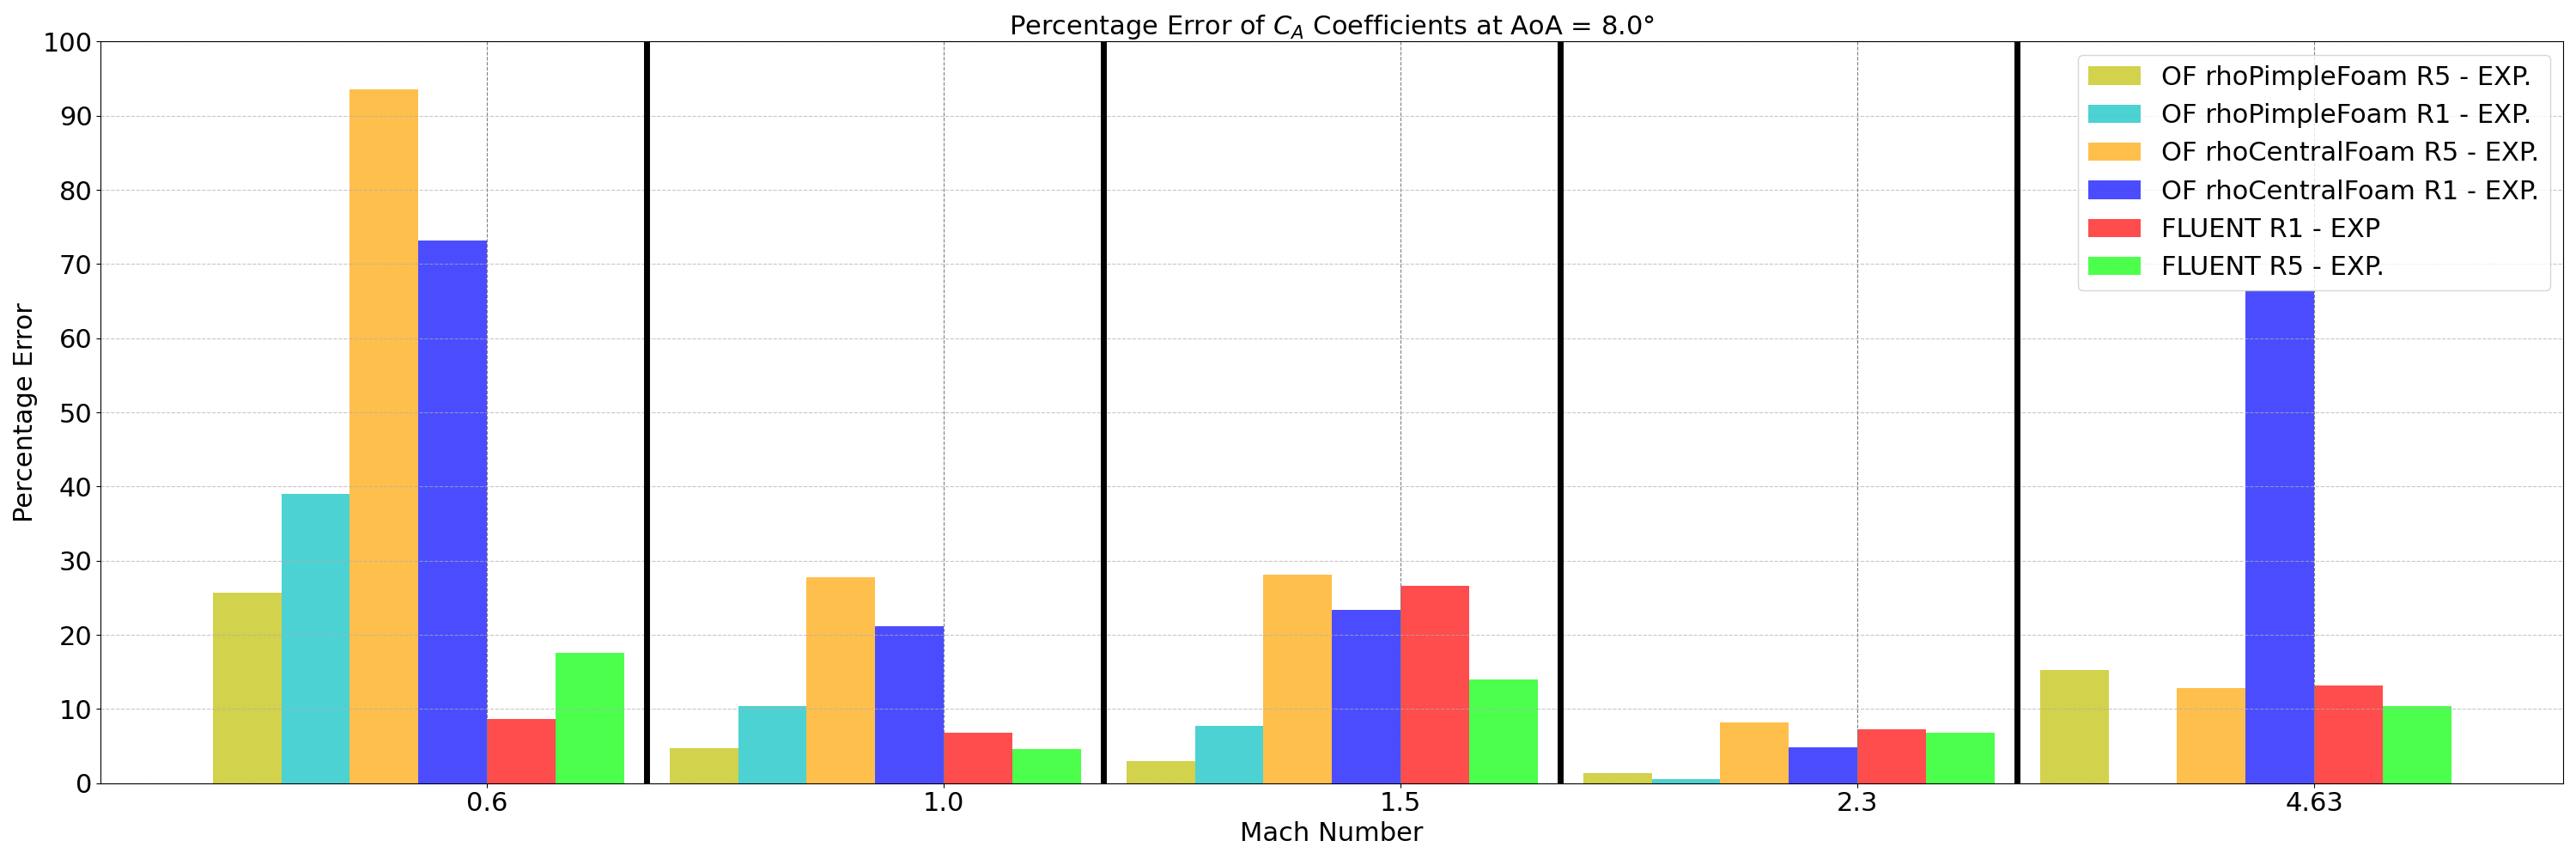 Percentage Error of C_A Coefficients at AoA = 8.0°
100
90
80
70
60
50
40
30
20
10
0
Percentage Error
OF rhoPimpleFoam R5 - EXP.
OF rhoPimpleFoam R1 - EXP.
OF rhoCentralFoam R5 - EXP.
OF rhoCentralFoam R1 - EXP.
FLUENT R1 - EXP
FLUENT R5 - EXP.
0.6 1.0 1.5 2.3 4.63
Mach Number